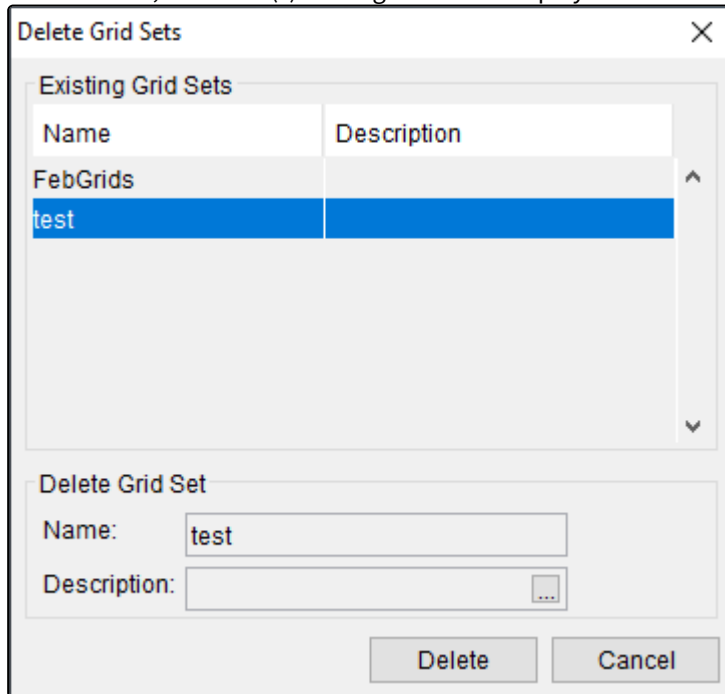 Delete Grid Sets
Existing Grid Sets
Name Description
FebGrids
test
Delete Grid Set
Name: test
Description: ...
Delete Cancel